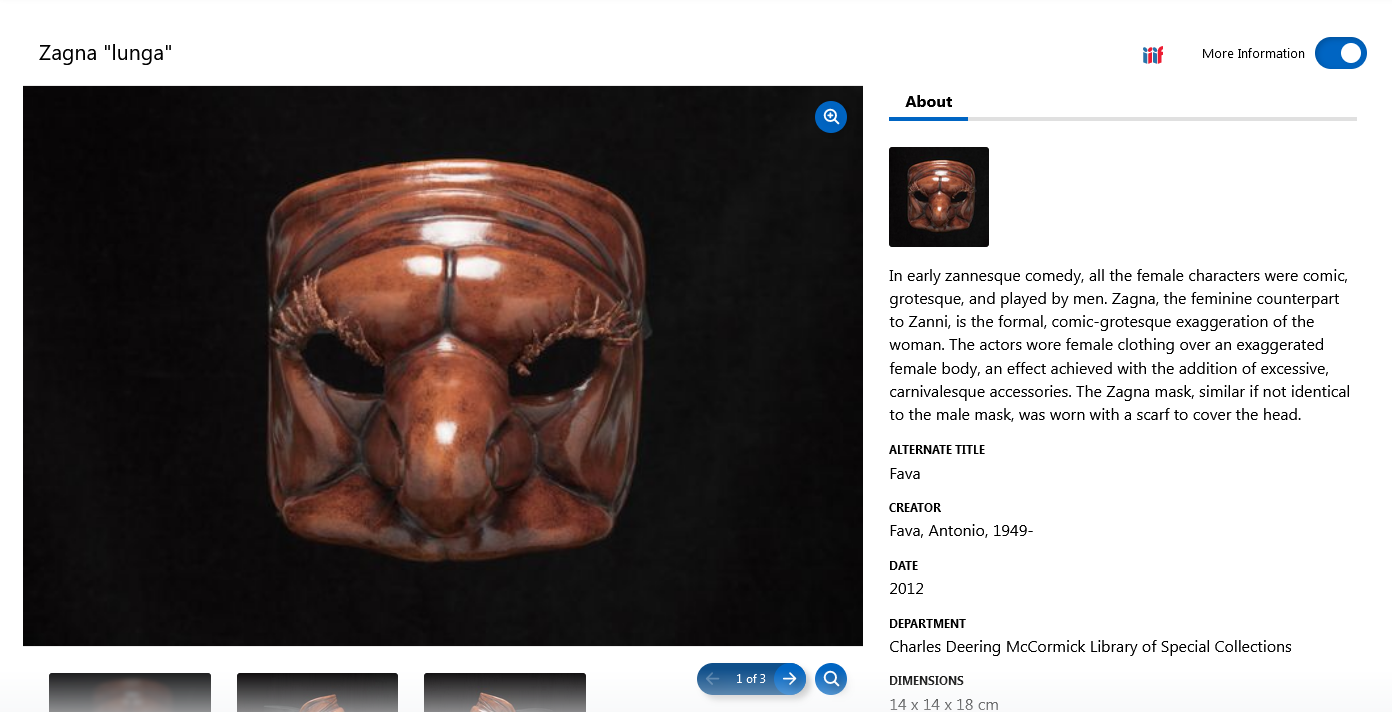 Zagna "lunga"
iiif
More Information
About
In early zannesque comedy, all the female characters were comic,
grotesque, and played by men. Zagna, the feminine counterpart
to Zanni, is the formal, comic-grotesque exaggeration of the
woman. The actors wore female clothing over an exaggerated
female body, an effect achieved with the addition of excessive,
carnivalesque accessories. The Zagna mask, similar if not identical
to the male mask, was worn with a scarf to cover the head.
ALTERNATE TITLE
Fava
CREATOR
Fava, Antonio, 1949-
DATE
2012
DEPARTMENT
Charles Deering McCormick Library of Special Collections
DIMENSIONS
14 x 14 x 18 cm
1 of 3